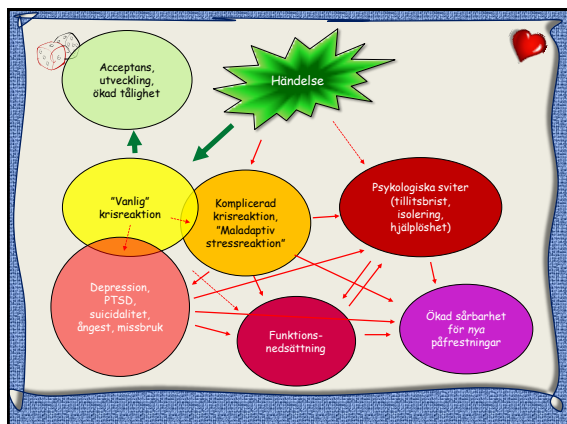 Acceptans,
utveckling,
ökad tålighet
Händelse
"Vanlig"
krisreaktion
Komplicerad
krisreaktion,
"Maladaptiv
stressreaktion"
Psykologiska sviter
(tillitsbrist,
isolering,
hjälplöshet)
Depression,
PTSD,
suicidalitet,
ångest, missbruk
Funktions-
nedsättning
Ökad sårbarhet
för nya
påfrestningar